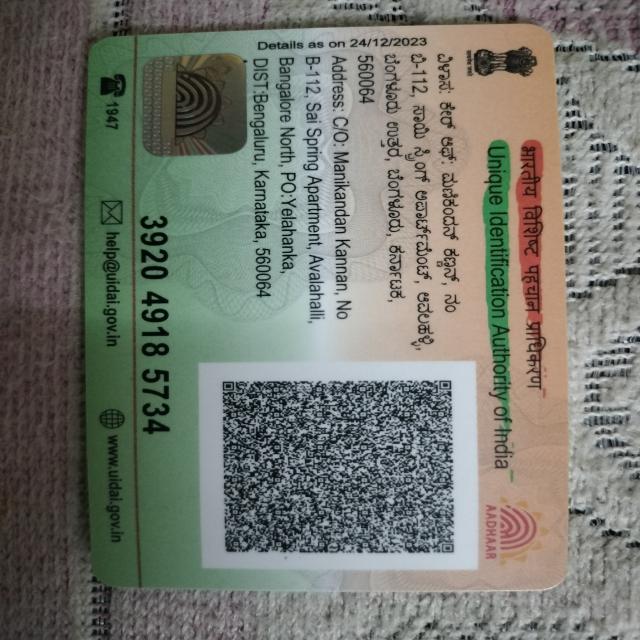 भारतीय विशिष्ट पहचान प्राधिकरण
Unique Identification Authority of India
AADHAAR
Details as on 24/12/2023
ವಿಳಾಸ: ಕೇರ್ ಆಫ್: ಮಣಿಕಂದನ್ ಕಣ್ಣನ್, ನಂ
ಬಿ-112, ಸಾಯಿ ಸ್ಪ್ರಿಂಗ್ ಅಪಾರ್ಟ್‌ಮೆಂಟ್, ಆವಲಹಳ್ಳಿ,
ಬೆಂಗಳೂರು ಉತ್ತರ, ಬೆಂಗಳೂರು, ಕರ್ನಾಟಕ,
560064
Address: C/O: Manikandan Kannan, No
B-112, Sai Spring Apartment, Avalahalli,
Bangalore North, PO:Yelahanka,
DIST:Bengaluru, Karnataka, 560064
3920 4918 5734
1947
help@uidai.gov.in
www.uidai.gov.in